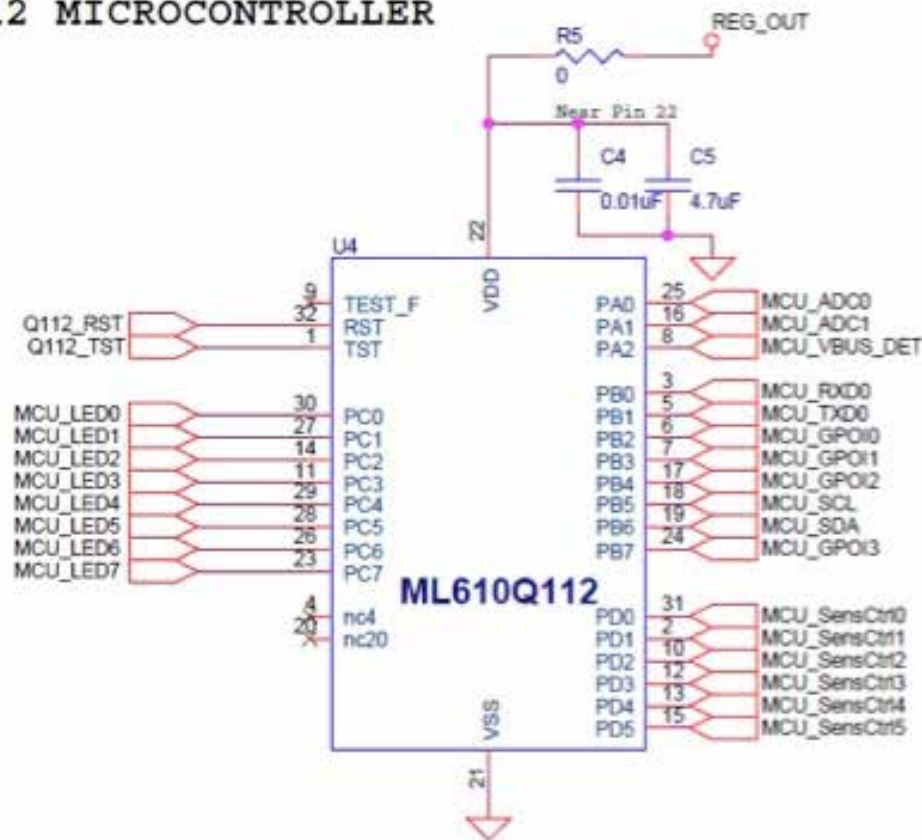 .2 MICROCONTROLLER
REG_OUT
R5
0
Near Pin 22
C4
C5
0.01uF
4.7uF
22
U4
VDD
9
TEST_F
Q112_RST
32
RST
Q112_TST
1
TST
MCU_LED0
30
PC0
MCU_LED1
27
PC1
MCU_LED2
14
PC2
MCU_LED3
11
PC3
MCU_LED4
29
PC4
MCU_LED5
28
PC5
MCU_LED6
26
PC6
MCU_LED7
23
PC7
4
nc4
20
nc20
PA0
25
MCU_ADC0
PA1
16
MCU_ADC1
PA2
8
MCU_VBUS_DET
PB0
3
MCU_RXD0
PB1
5
MCU_TXD0
PB2
6
MCU_GPOI0
PB3
7
MCU_GPOI1
PB4
17
MCU_GPOI2
PB5
18
MCU_SCL
PB6
19
MCU_SDA
PB7
24
MCU_GPOI3
ML610Q112
PD0
31
MCU_SensCtrl0
PD1
2
MCU_SensCtrl1
PD2
10
MCU_SensCtrl2
PD3
12
MCU_SensCtrl3
PD4
13
MCU_SensCtrl4
PD5
15
MCU_SensCtrl5
VSS
21